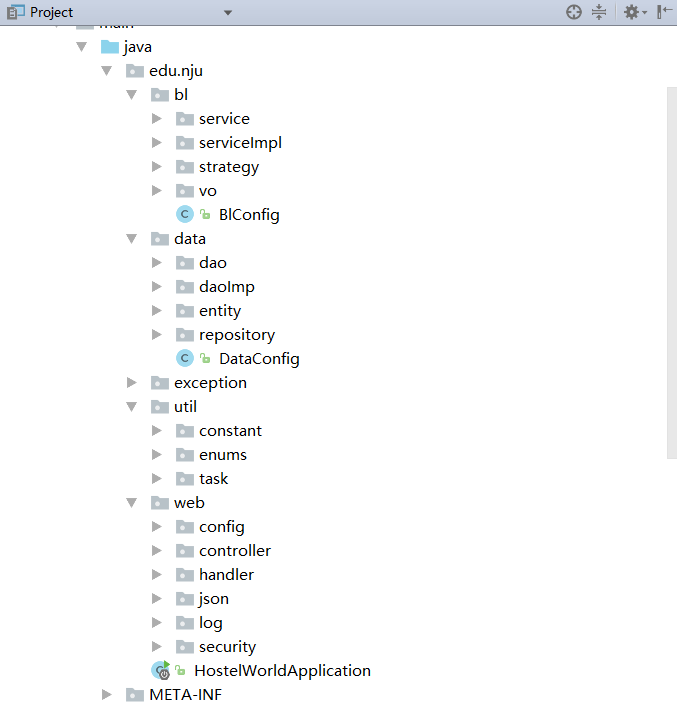 Project
main
java
edu.nju
bl
service
serviceImpl
strategy
vo
C BlConfig
data
dao
daoImp
entity
repository
C DataConfig
exception
util
constant
enums
task
web
config
controller
handler
json
log
security
C HostelWorldApplication
META-INF